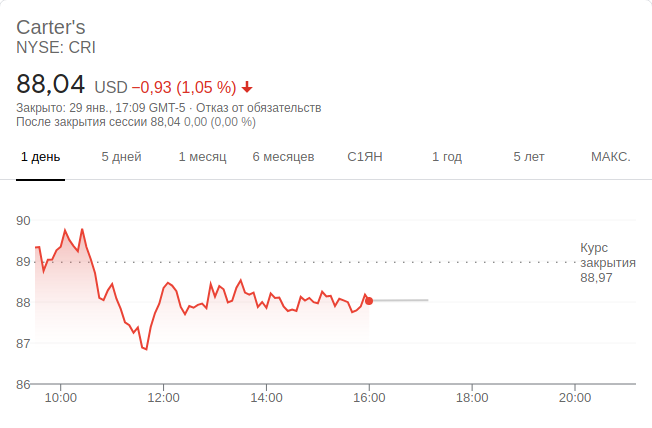 Carter's
NYSE: CRI
88,04 USD −0,93 (1,05 %)
Закрыто: 29 янв., 17:09 GMT-5 · Отказ от обязательств
После закрытия сессии 88,04 0,00 (0,00 %)
1 день 5 дней 1 месяц 6 месяцев С1ЯН 1 год 5 лет МАКС.
90
Курс
89 закрытия
88,97
88
87
86
10:00 12:00 14:00 16:00 18:00 20:00